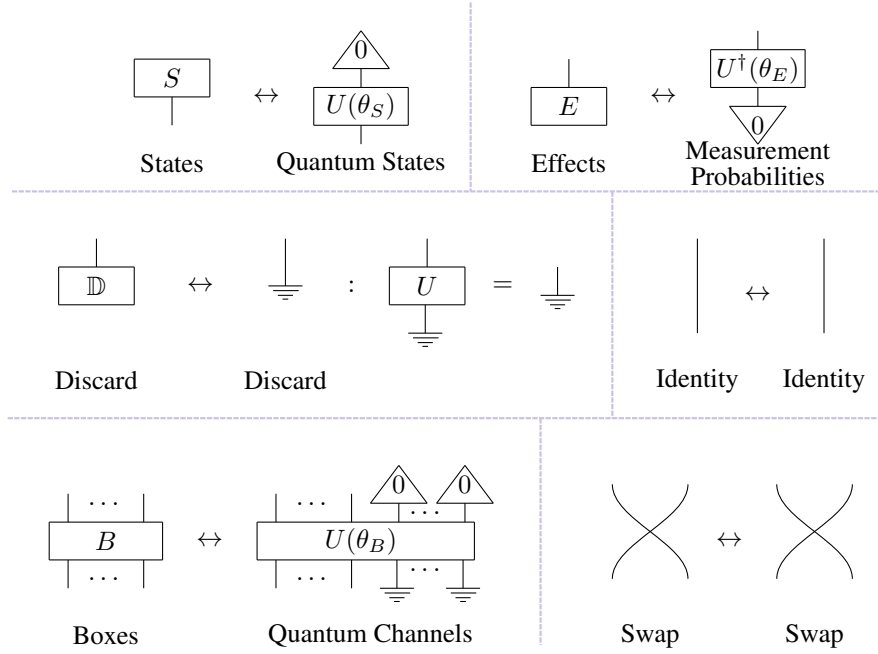 S ↔ 0 U(θ_S)
States Quantum States
E ↔ U†(θ_E) 0
Effects Measurement Probabilities
𝔻 ↔ : U =
Discard Discard
↔
Identity Identity
... ... 0 0 ...
B ↔ U(θ_B)
... ... ...
Boxes Quantum Channels
↔
Swap Swap